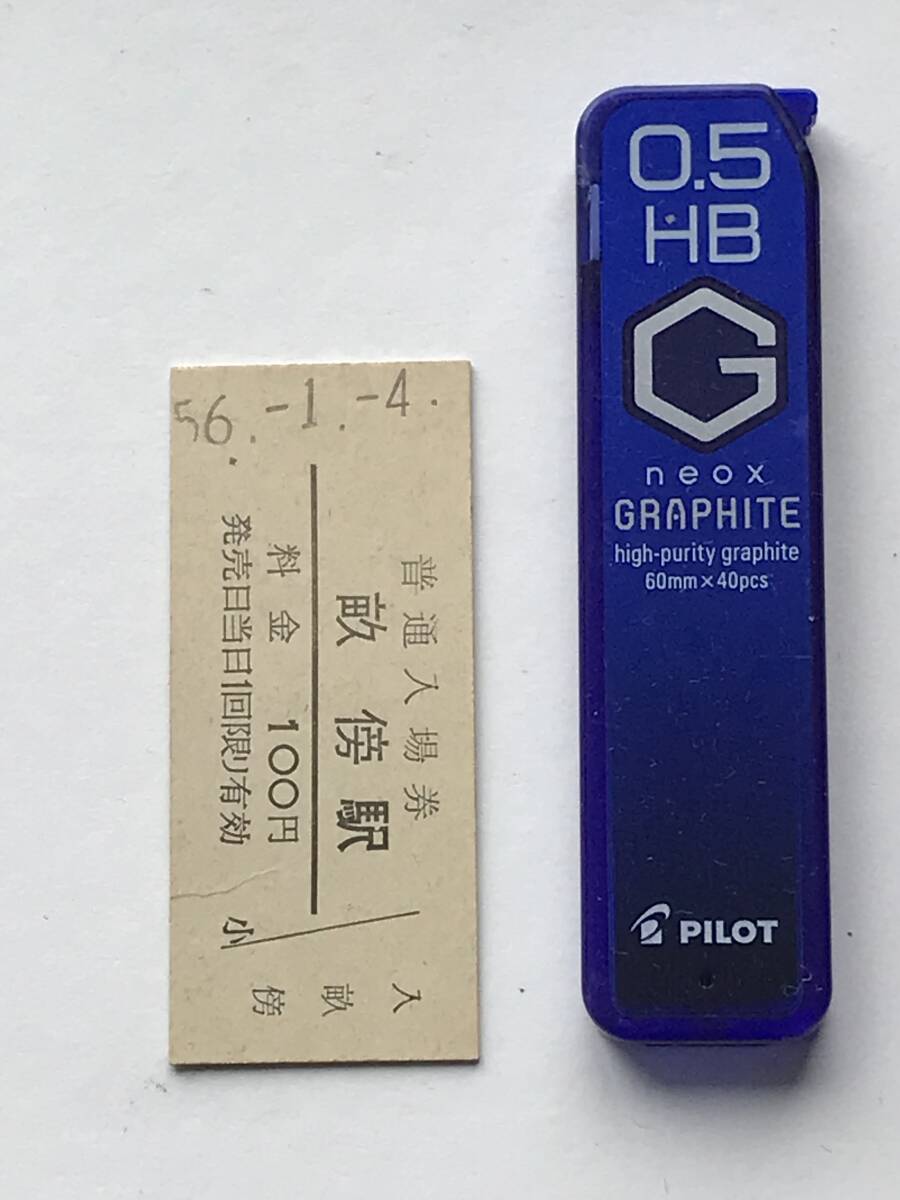 56.-1.-4.
普通入場券
畝傍駅
料金 100円
発売日当日1回限り有効
小
入
畝
傍
0.5
HB
G
neox
GRAPHITE
high-purity graphite
60mm×40pcs
PILOT